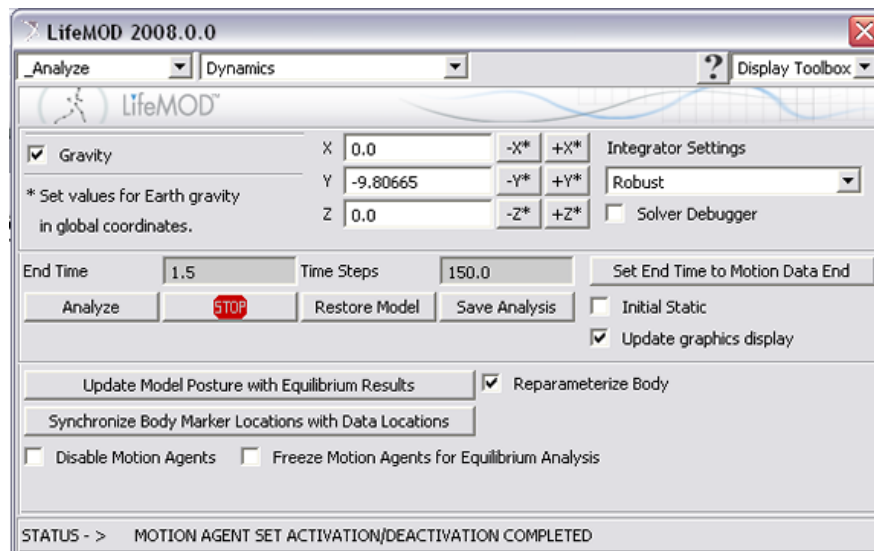 LifeMOD 2008.0.0
_Analyze Dynamics ? Display Toolbox
LifeMOD™
Gravity X 0.0 -X* +X* Integrator Settings
Y -9.80665 -Y* +Y* Robust
* Set values for Earth gravity
in global coordinates.
Z 0.0 -Z* +Z* Solver Debugger
End Time 1.5 Time Steps 150.0 Set End Time to Motion Data End
Analyze STOP Restore Model Save Analysis Initial Static
Update graphics display
Update Model Posture with Equilibrium Results Reparameterize Body
Synchronize Body Marker Locations with Data Locations
Disable Motion Agents Freeze Motion Agents for Equilibrium Analysis
STATUS - > MOTION AGENT SET ACTIVATION/DEACTIVATION COMPLETED